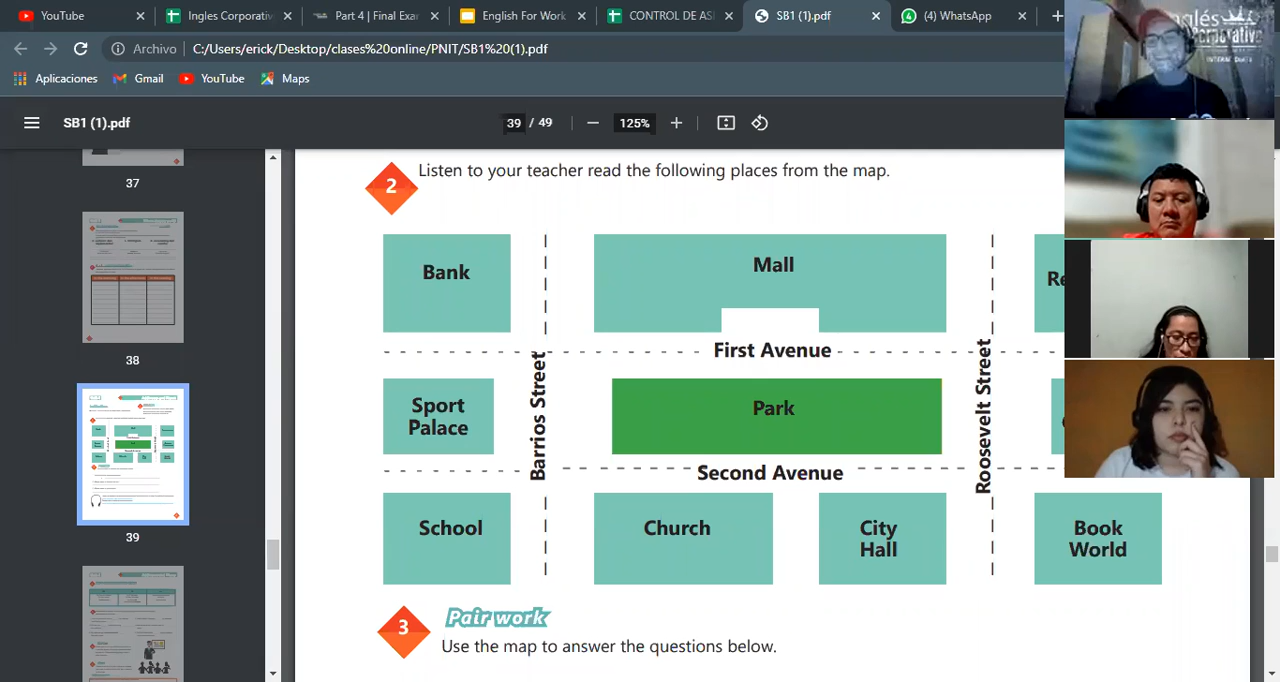 YouTube
Ingles Corporativ
Part 4 | Final Exa
English For Work
CONTROL DE AS
SB1 (1).pdf
(4) WhatsApp
Archivo
C:/Users/erick/Desktop/clases%20online/PNIT/SB1%20(1).pdf
Aplicaciones
Gmail
YouTube
Maps
SB1 (1).pdf
39 / 49
125%
37
38
39
2
Listen to your teacher read the following places from the map.
Bank
Mall
Re
First Avenue
Barrios Street
Roosevelt Street
Sport
Palace
Park
Second Avenue
School
Church
City
Hall
Book
World
3
Pair work
Use the map to answer the questions below.
Inglés
Corporative